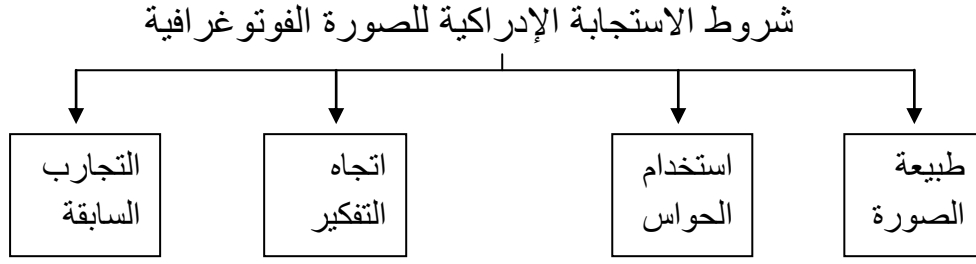 شروط الاستجابة الإدراكية للصورة الفوتوغرافية
طبيعة
الصورة
استخدام
الحواس
اتجاه
التفكير
التجارب
السابقة